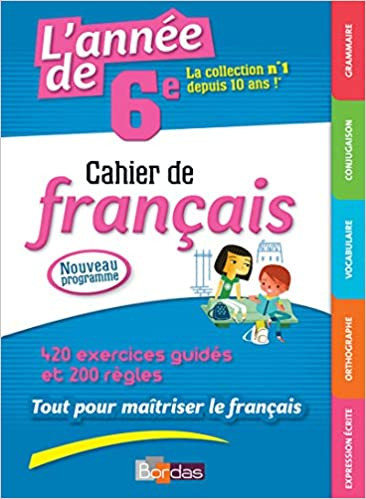 L'année
de 6e
La collection n°1
depuis 10 ans !*
Cahier de
français
Nouveau
programme
420 exercices guidés
et 200 règles
Tout pour maîtriser le français
Bordas
GRAMMAIRE
CONJUGAISON
VOCABULAIRE
ORTHOGRAPHE
EXPRESSION ÉCRITE